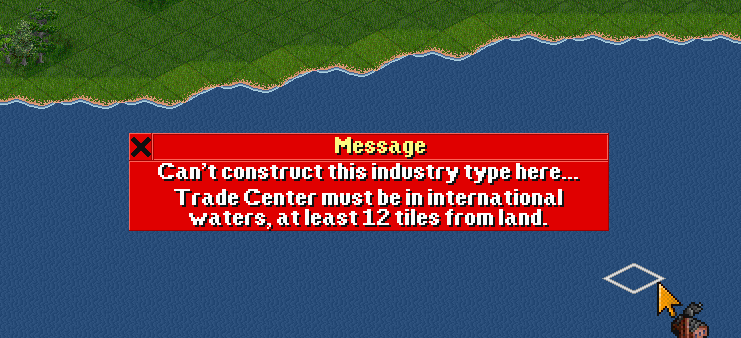 Message
Can't construct this industry type here...
Trade Center must be in international
waters, at least 12 tiles from land.